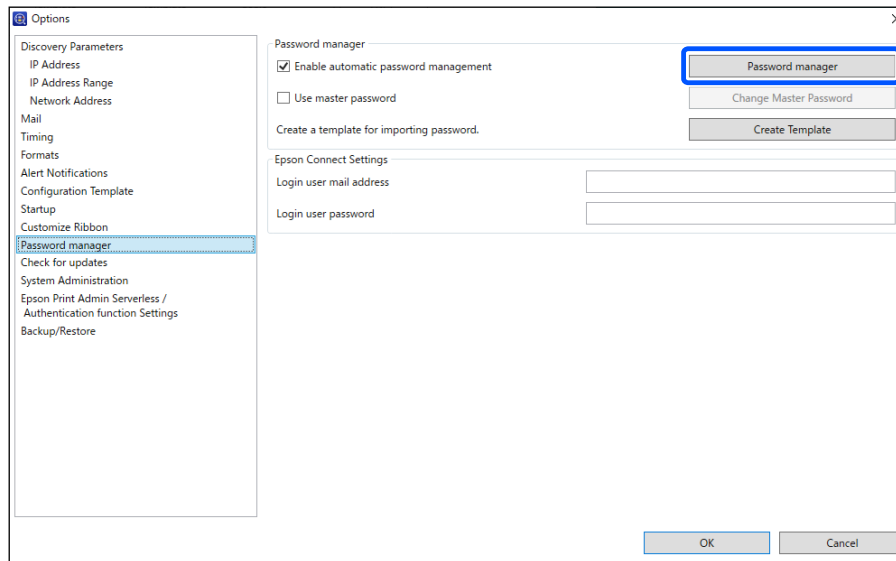 Options
Discovery Parameters
IP Address
IP Address Range
Network Address
Mail
Timing
Formats
Alert Notifications
Configuration Template
Startup
Customize Ribbon
Password manager
Check for updates
System Administration
Epson Print Admin Serverless /
Authentication function Settings
Backup/Restore
Password manager
Enable automatic password management
Password manager
Use master password
Change Master Password
Create a template for importing password.
Create Template
Epson Connect Settings
Login user mail address
Login user password
OK
Cancel